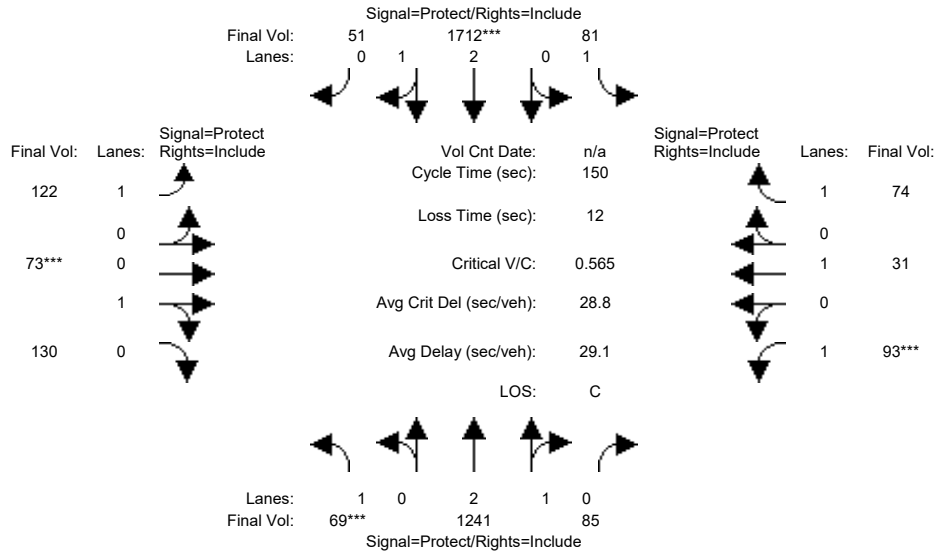 Signal=Protect/Rights=Include
Final Vol: 51 1712*** 81
Lanes: 0 1 2 0 1
Signal=Protect Signal=Protect
Final Vol: Lanes: Rights=Include Vol Cnt Date: n/a Rights=Include Lanes: Final Vol:
Cycle Time (sec): 150
122 1 1 74
Loss Time (sec): 12
0 0
73*** 0 Critical V/C: 0.565 1 31
1 Avg Crit Del (sec/veh): 28.8 0
130 0 Avg Delay (sec/veh): 29.1 1 93***
LOS: C
Lanes: 1 0 2 1 0
Final Vol: 69*** 1241 85
Signal=Protect/Rights=Include